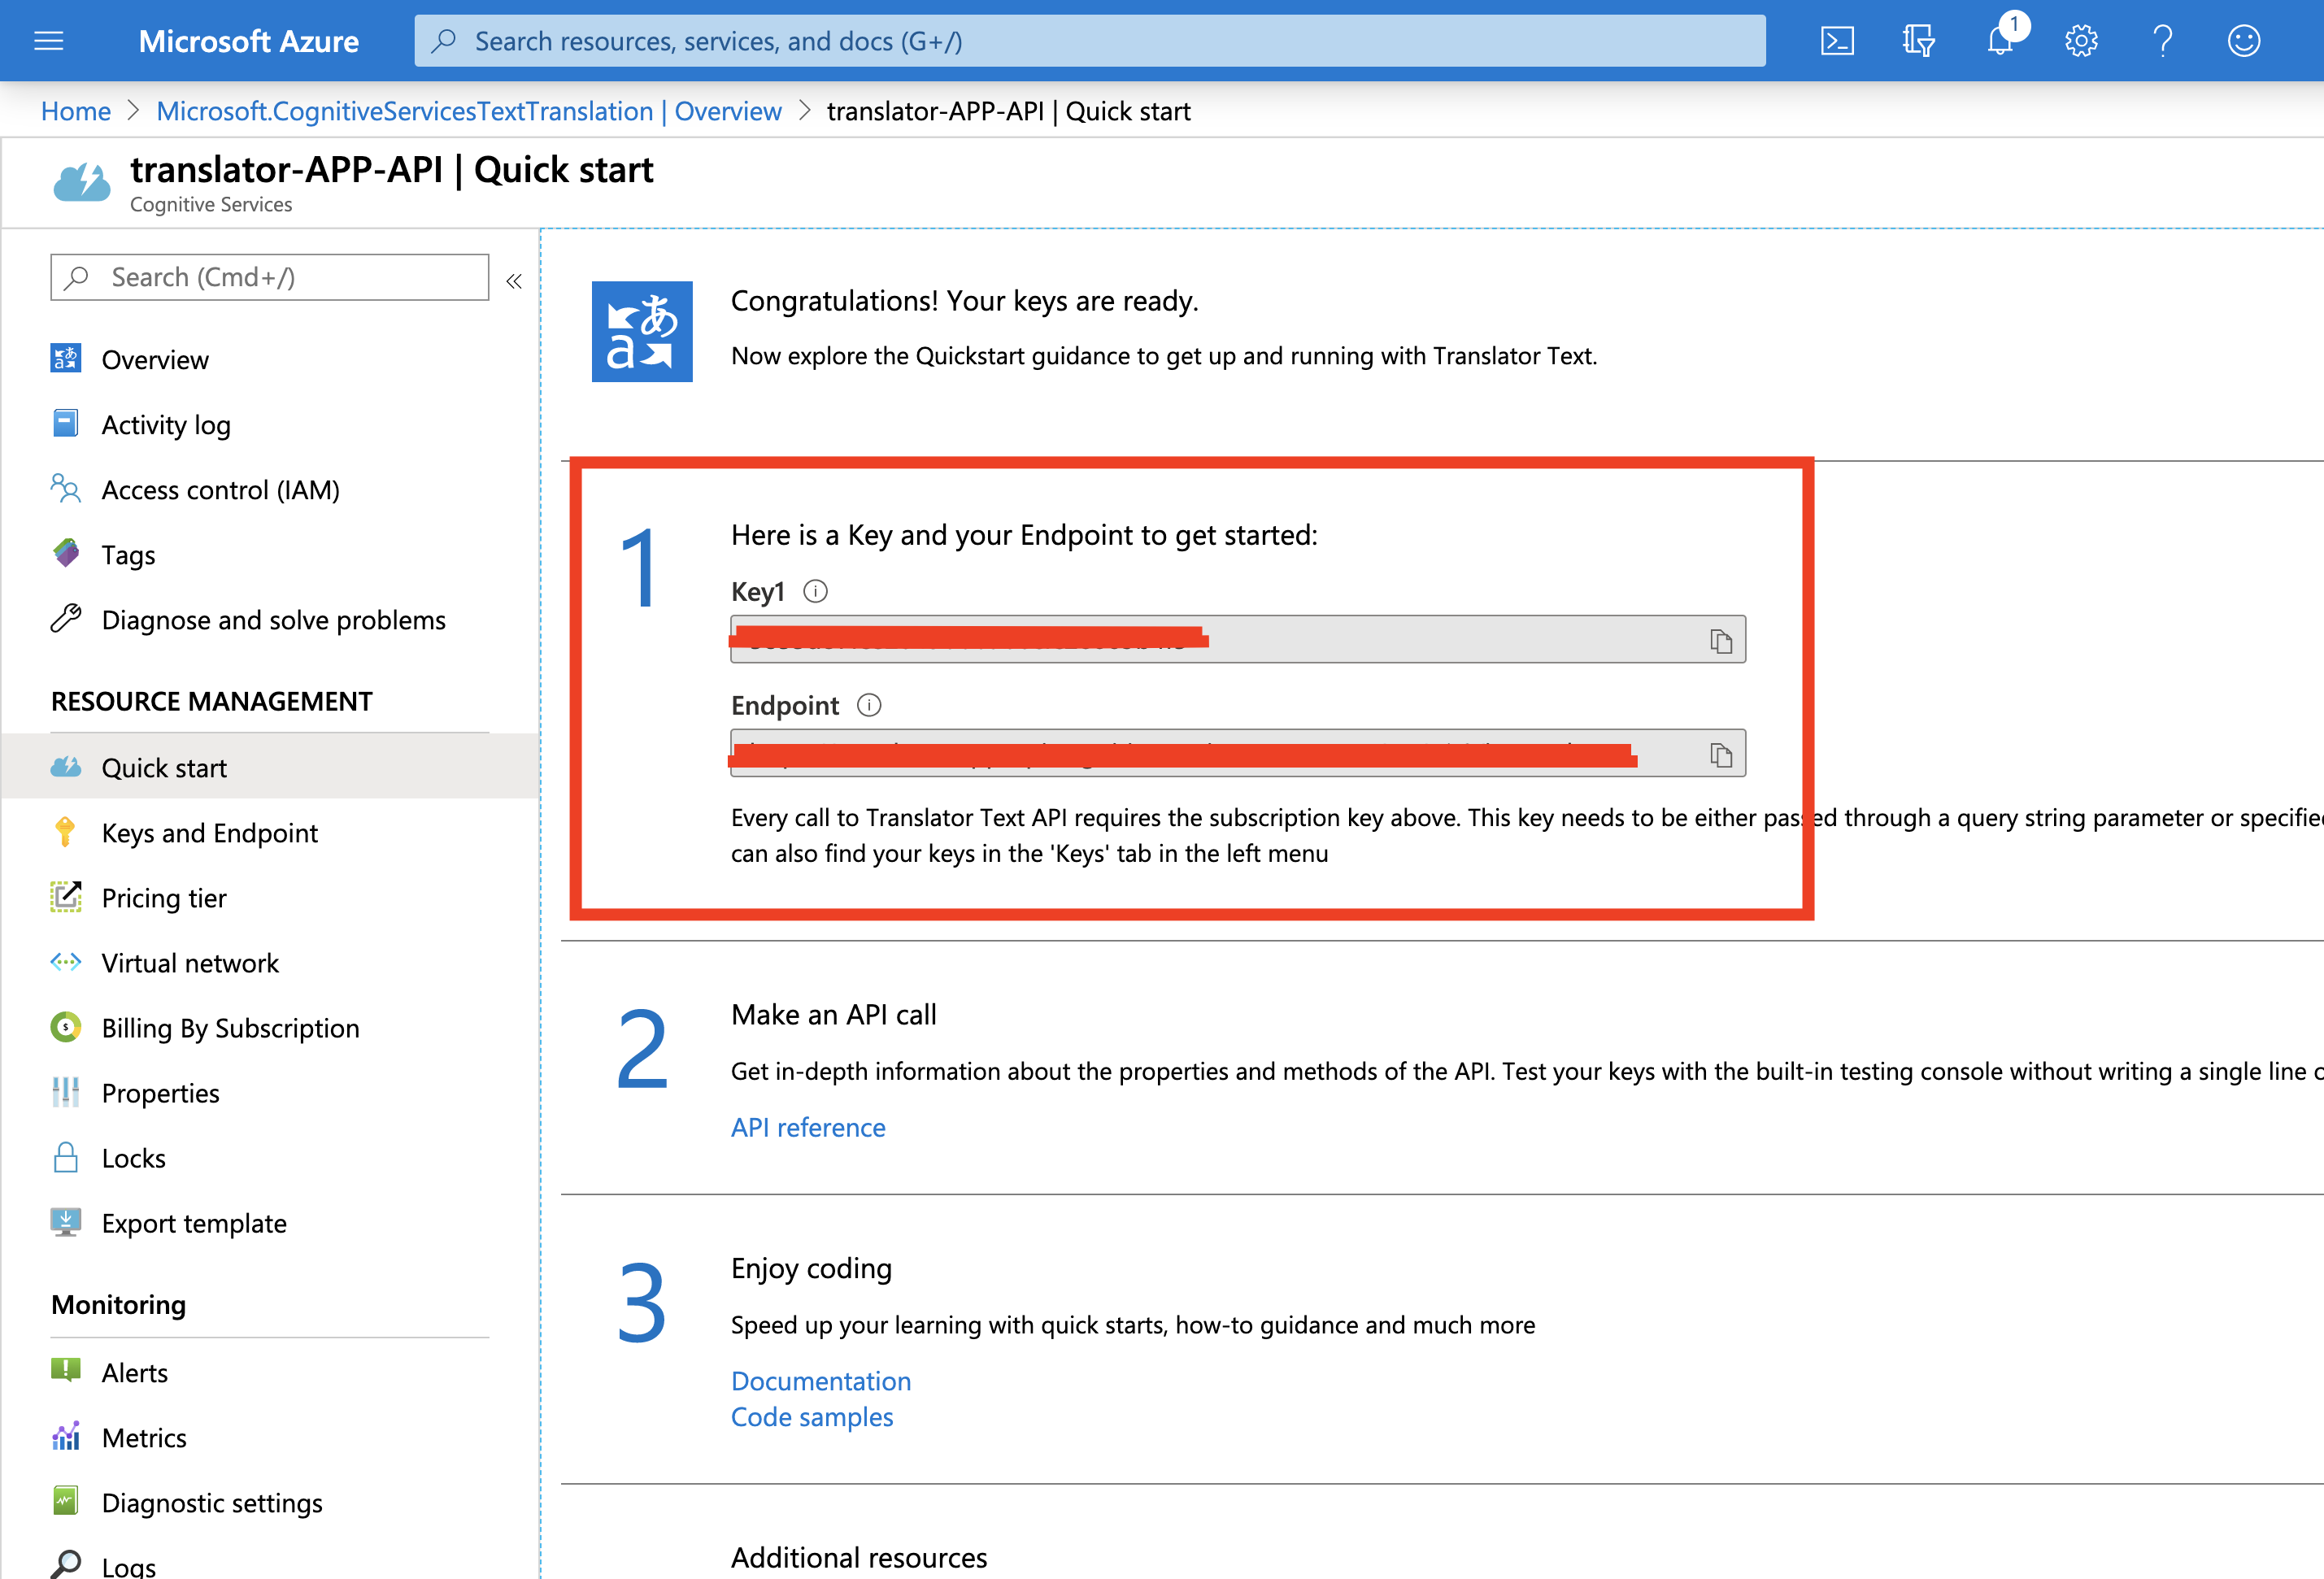 Microsoft Azure
Search resources, services, and docs (G+/)
1
Home > Microsoft.CognitiveServicesTextTranslation | Overview > translator-APP-API | Quick start
translator-APP-API | Quick start
Cognitive Services
Search (Cmd+/)
«
Overview
Activity log
Access control (IAM)
Tags
Diagnose and solve problems
RESOURCE MANAGEMENT
Quick start
Keys and Endpoint
Pricing tier
Virtual network
Billing By Subscription
Properties
Locks
Export template
Monitoring
Alerts
Metrics
Diagnostic settings
Logs
あ
a
Congratulations! Your keys are ready.
Now explore the Quickstart guidance to get up and running with Translator Text.
1
Here is a Key and your Endpoint to get started:
Key1
Endpoint
Every call to Translator Text API requires the subscription key above. This key needs to be either passed through a query string parameter or
can also find your keys in the 'Keys' tab in the left menu
2
Make an API call
Get in-depth information about the properties and methods of the API. Test your keys with the built-in testing console without writing a single line
API reference
3
Enjoy coding
Speed up your learning with quick starts, how-to guidance and much more
Documentation
Code samples
Additional resources